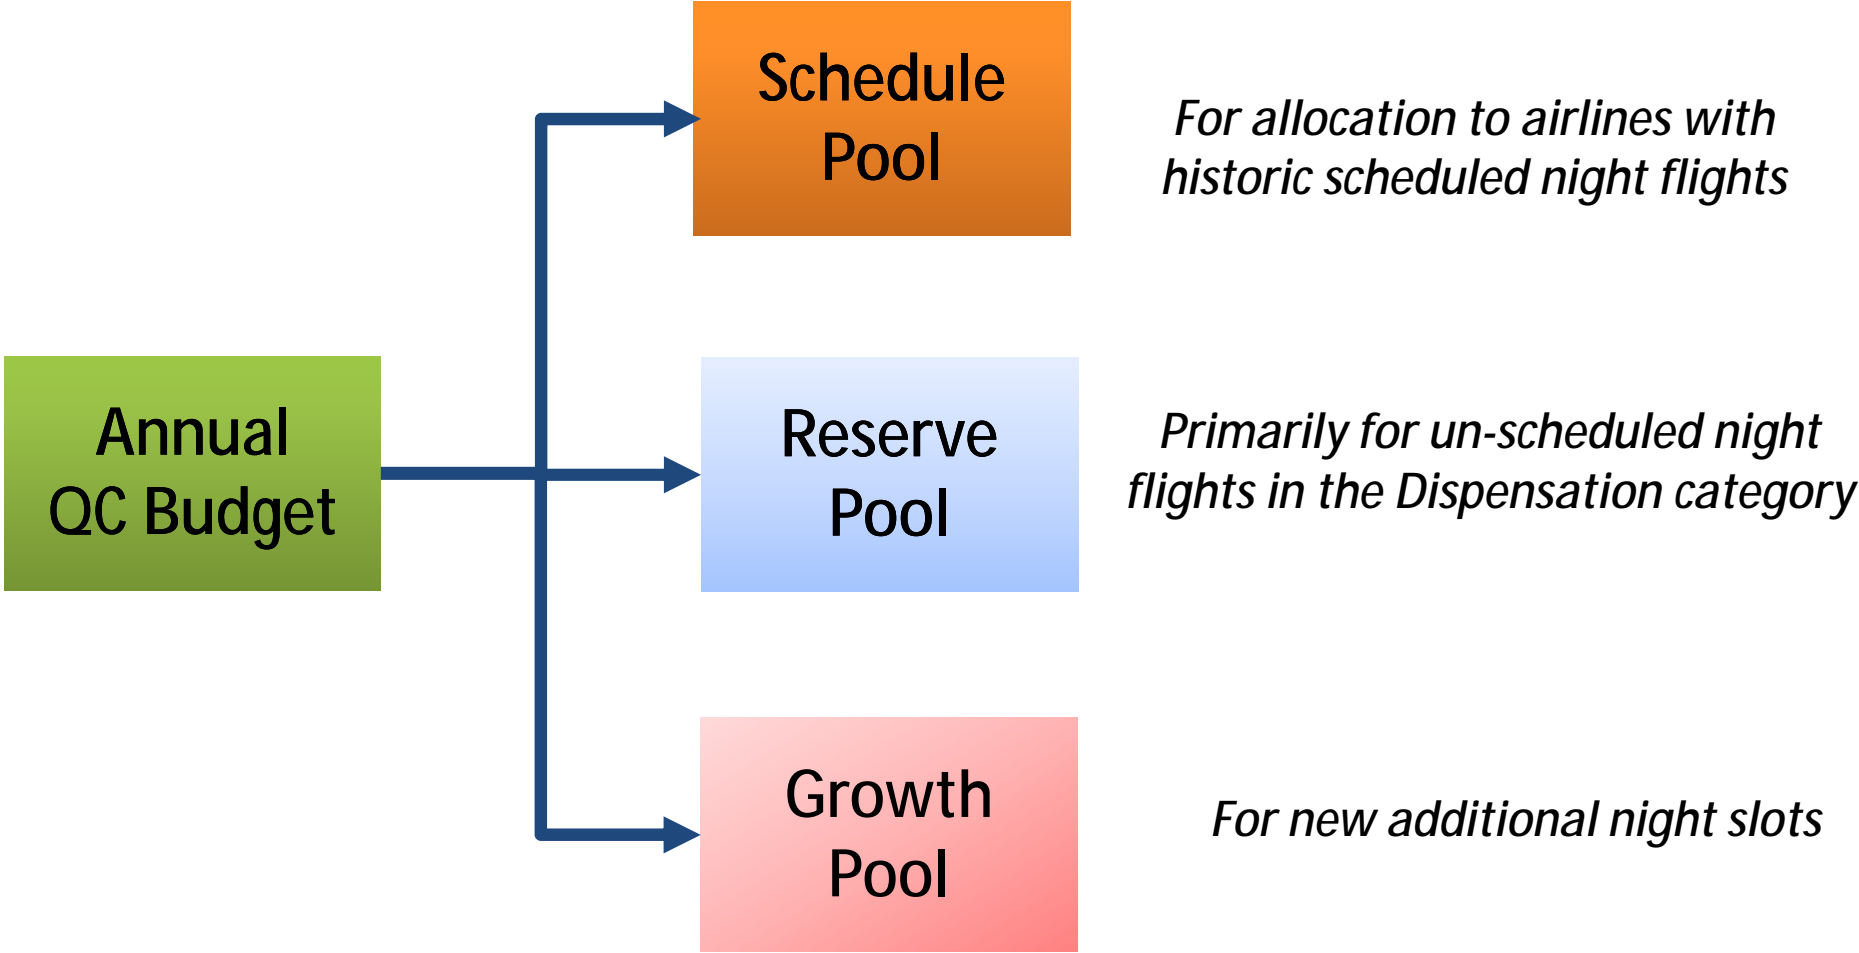 Schedule
Pool
For allocation to airlines with
historic scheduled night flights
Annual
QC Budget
Reserve
Pool
Primarily for un-scheduled night
flights in the Dispensation category
Growth
Pool
For new additional night slots